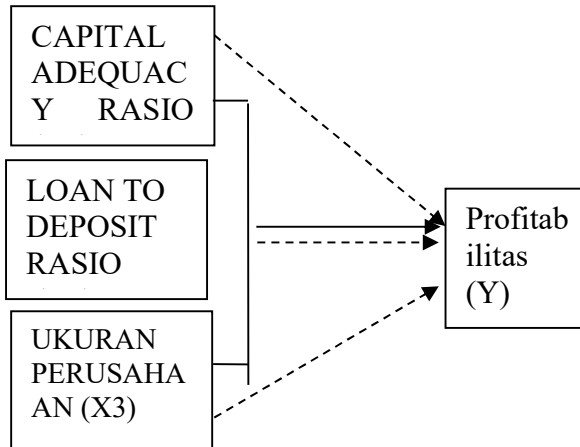 CAPITAL
ADEQUAC
Y RASIO
LOAN TO
DEPOSIT
RASIO
UKURAN
PERUSAHA
AN (X3)
Profitab
ilitas
(Y)